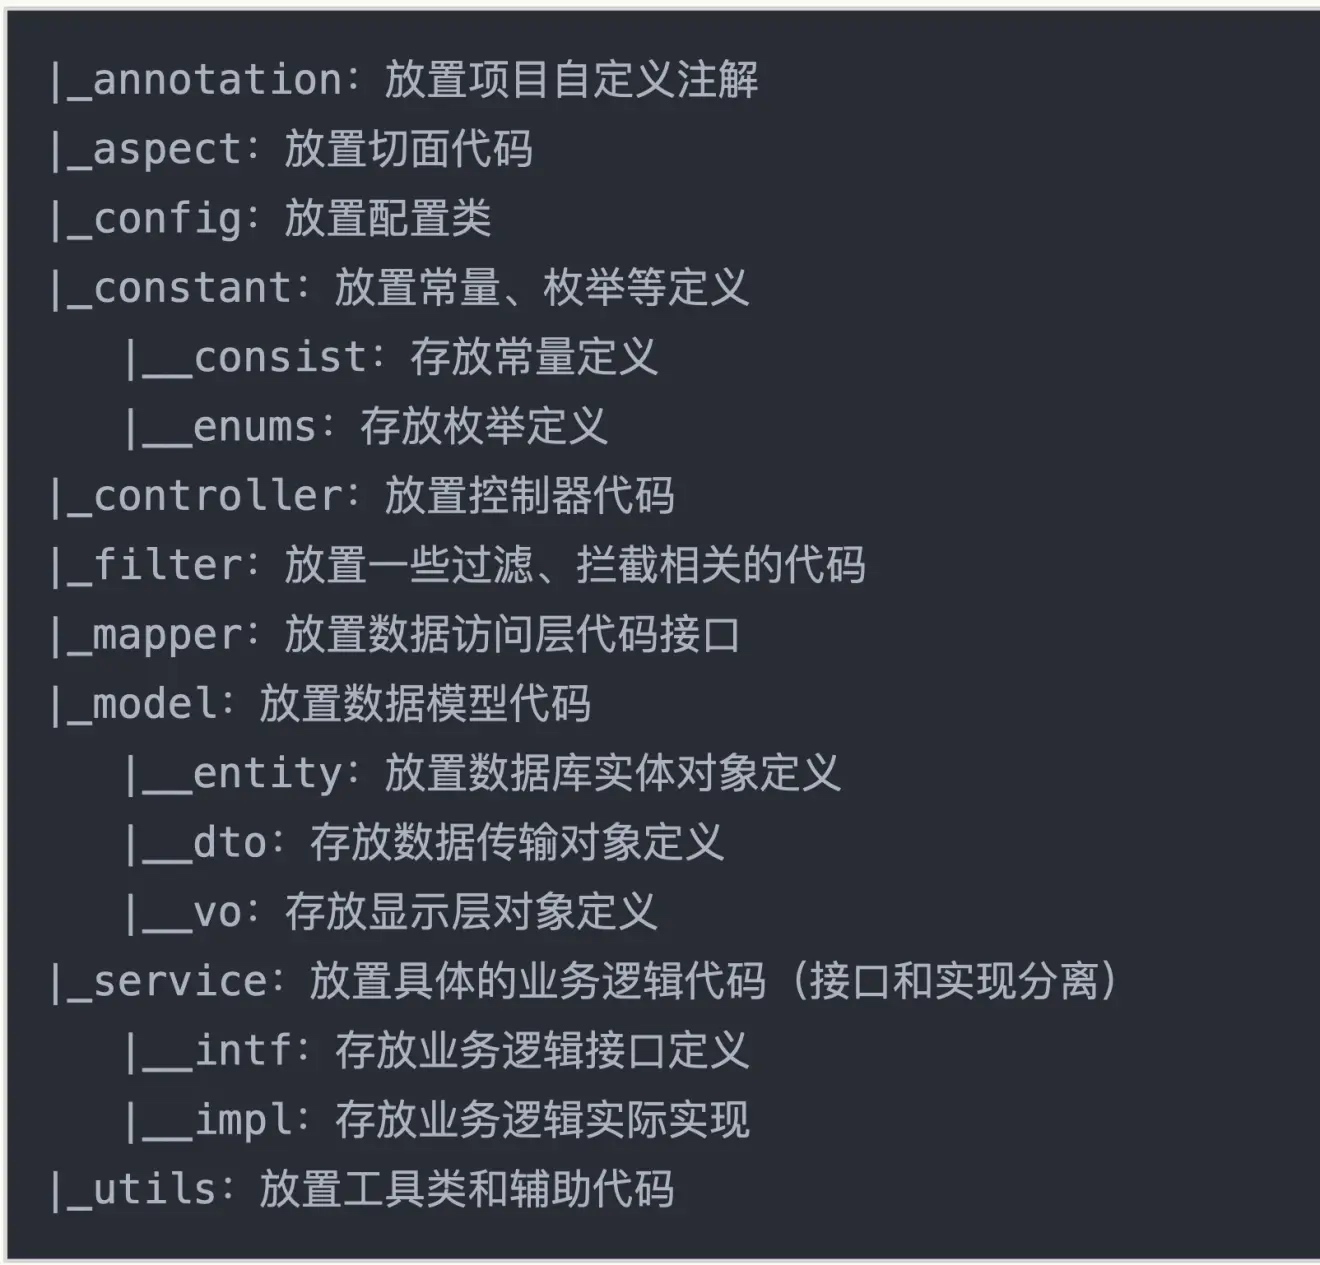 |_annotation：放置项目自定义注解
|_aspect：放置切面代码
|_config：放置配置类
|_constant：放置常量、枚举等定义
   |__consist：存放常量定义
   |__enums：存放枚举定义
|_controller：放置控制器代码
|_filter：放置一些过滤、拦截相关的代码
|_mapper：放置数据访问层代码接口
|_model：放置数据模型代码
   |__entity：放置数据库实体对象定义
   |__dto：存放数据传输对象定义
   |__vo：存放显示层对象定义
|_service：放置具体的业务逻辑代码（接口和实现分离）
   |__intf：存放业务逻辑接口定义
   |__impl：存放业务逻辑实际实现
|_utils：放置工具类和辅助代码